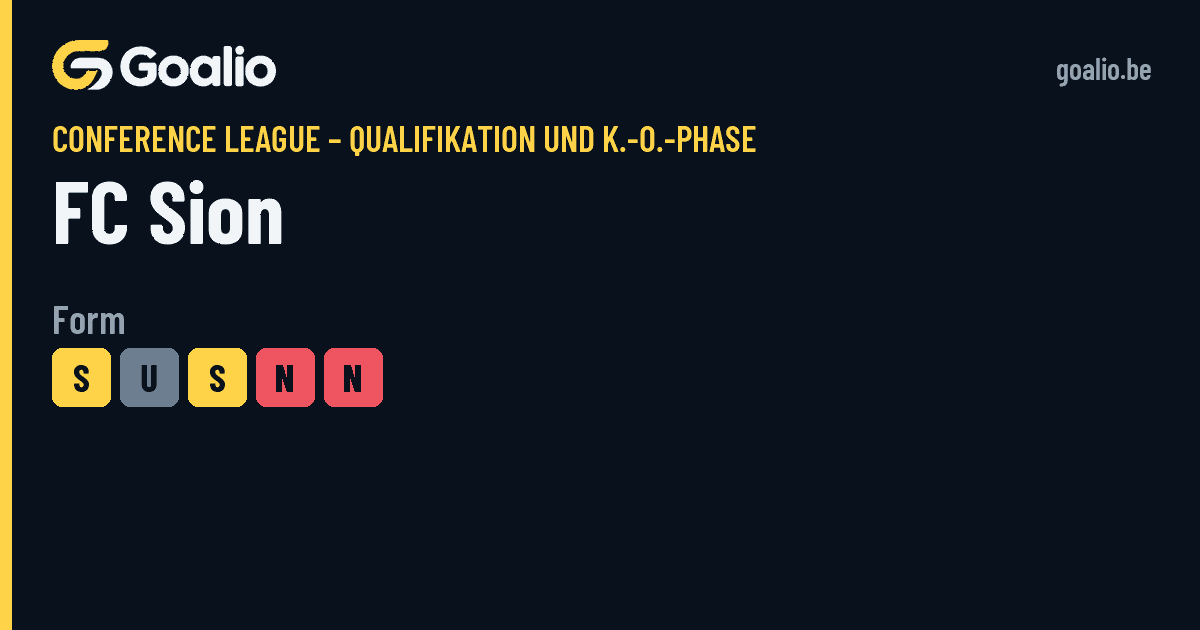 Goalio
goalio.be
CONFERENCE LEAGUE – QUALIFIKATION UND K.-O.-PHASE
FC Sion
Form
S U S N N